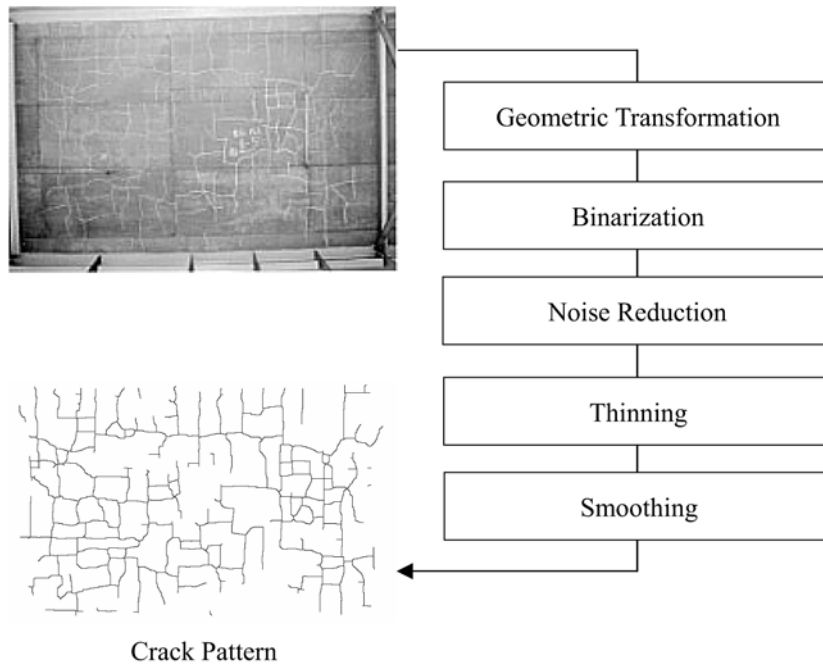 Geometric Transformation
Binarization
Noise Reduction
Thinning
Smoothing
Crack Pattern